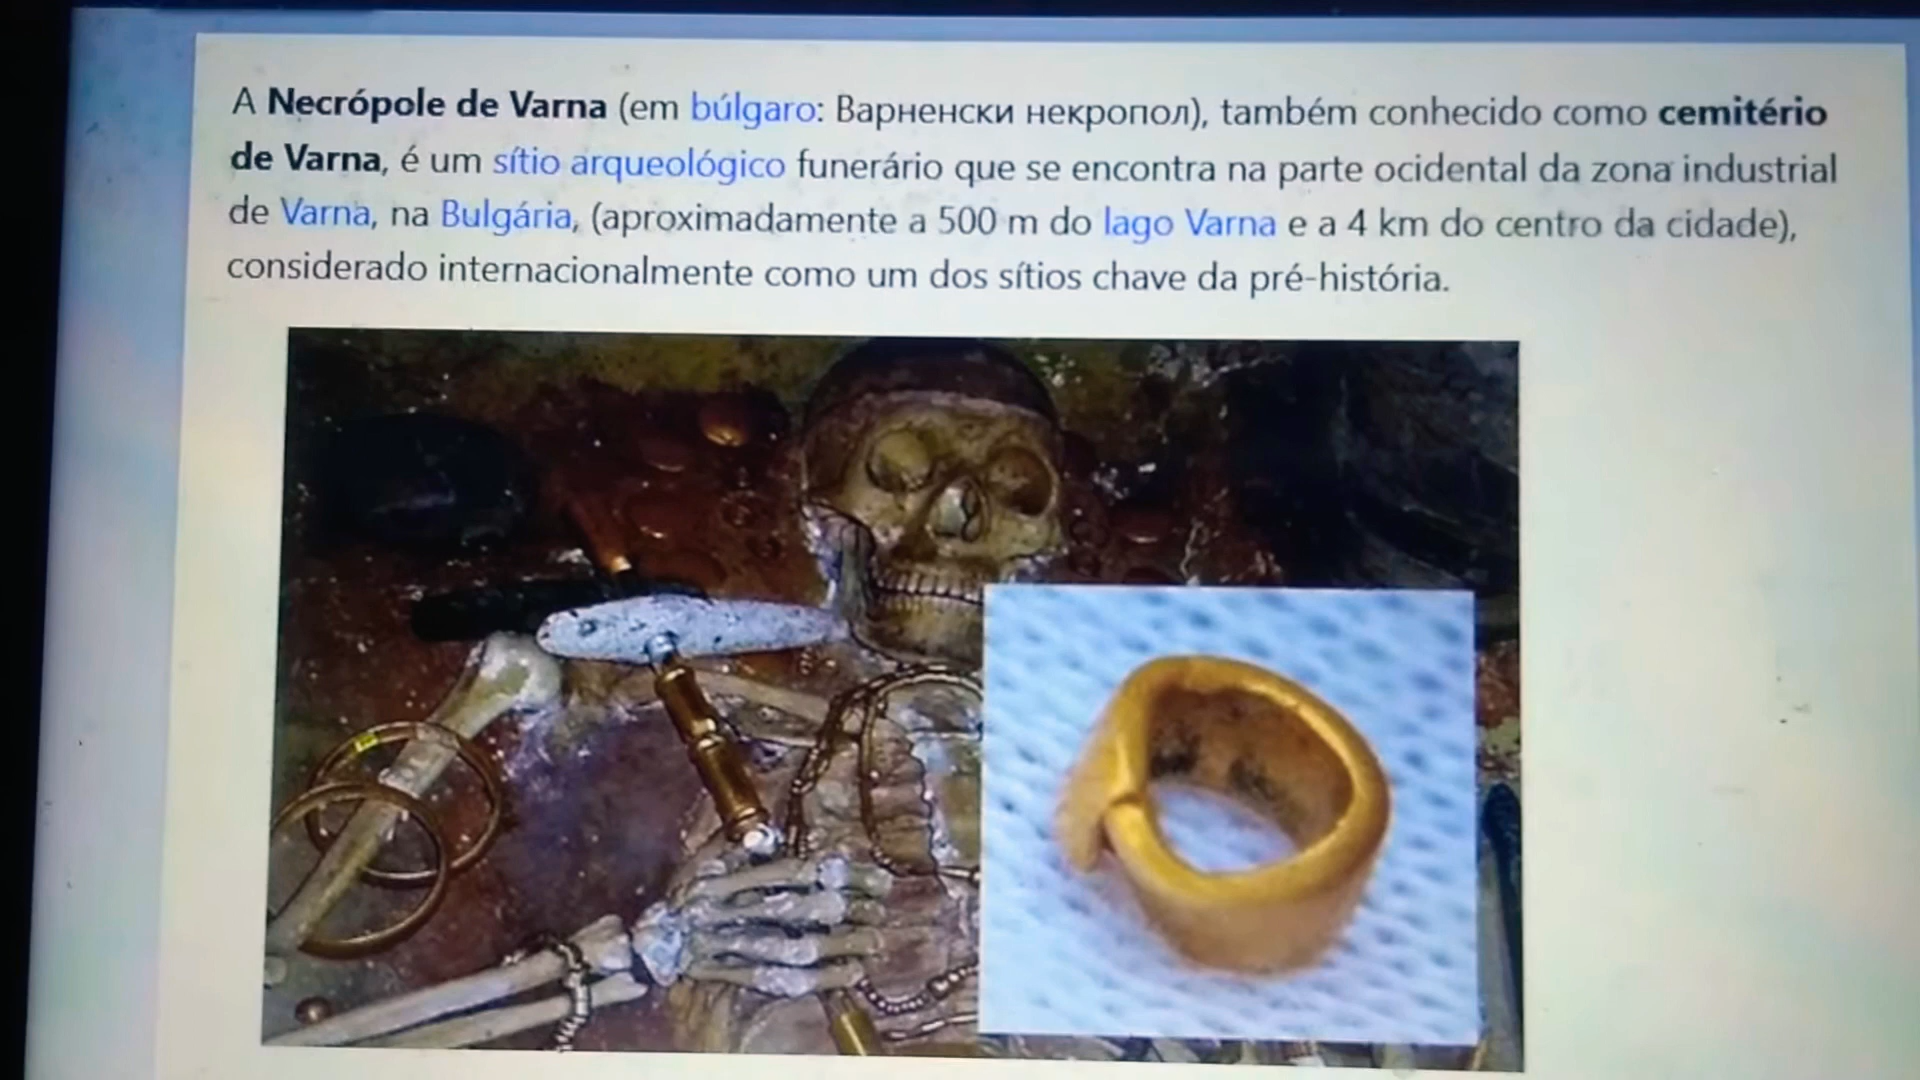 A Necrópole de Varna (em búlgaro: Варненски некропол), também conhecido como cemitério
de Varna, é um sítio arqueológico funerário que se encontra na parte ocidental da zona industrial
de Varna, na Bulgária, (aproximadamente a 500 m do lago Varna e a 4 km do centro da cidade),
considerado internacionalmente como um dos sítios chave da pré-história.